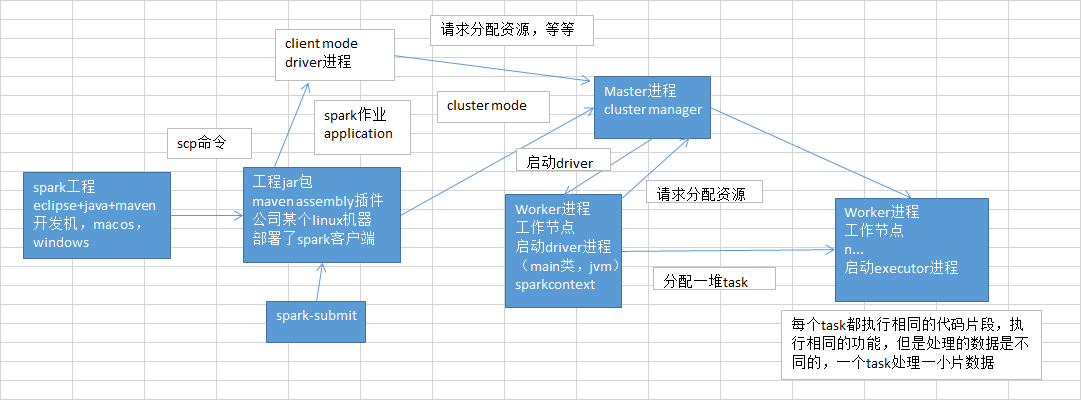 请求分配资源，等等
client mode
driver进程
Master进程
cluster manager
cluster mode
spark作业
application
scp命令
启动driver
spark工程
eclipse+java+maven
开发机，macos，
windows
工程jar包
maven assembly插件
公司某个linux机器
部署了spark客户端
请求分配资源
Worker进程
工作节点
启动driver进程
（main类，jvm）
sparkcontext
Worker进程
工作节点
n...
启动executor进程
分配一堆task
spark-submit
每个task都执行相同的代码片段，执
行相同的功能，但是处理的数据是不
同的，一个task处理一小片数据